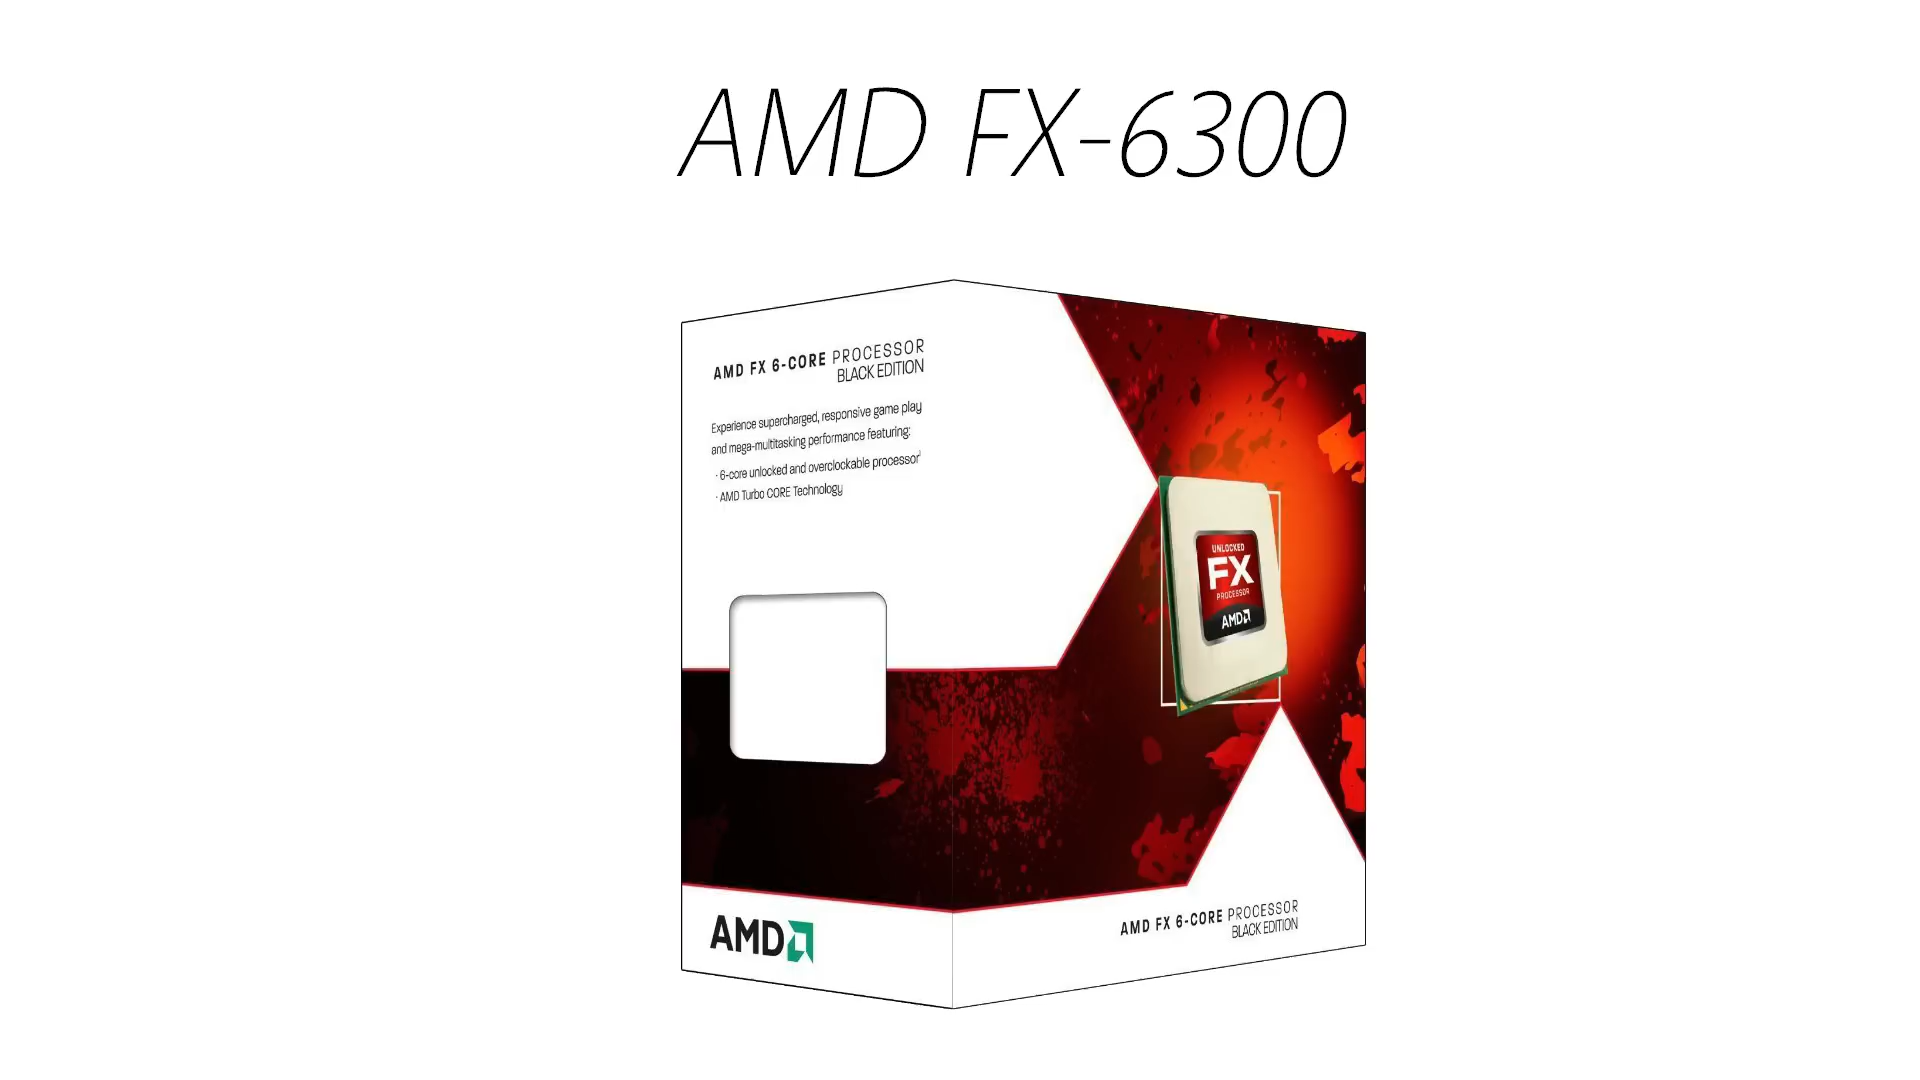 AMD FX-6300
AMD FX 6-CORE PROCESSOR
BLACK EDITION
Experience supercharged, responsive game play
and mega-multitasking performance featuring:
· 6-core unlocked and overclockable processor¹
· AMD Turbo CORE Technology
UNLOCKED
FX
PROCESSOR
AMD
AMD
AMD FX 6-CORE PROCESSOR
BLACK EDITION